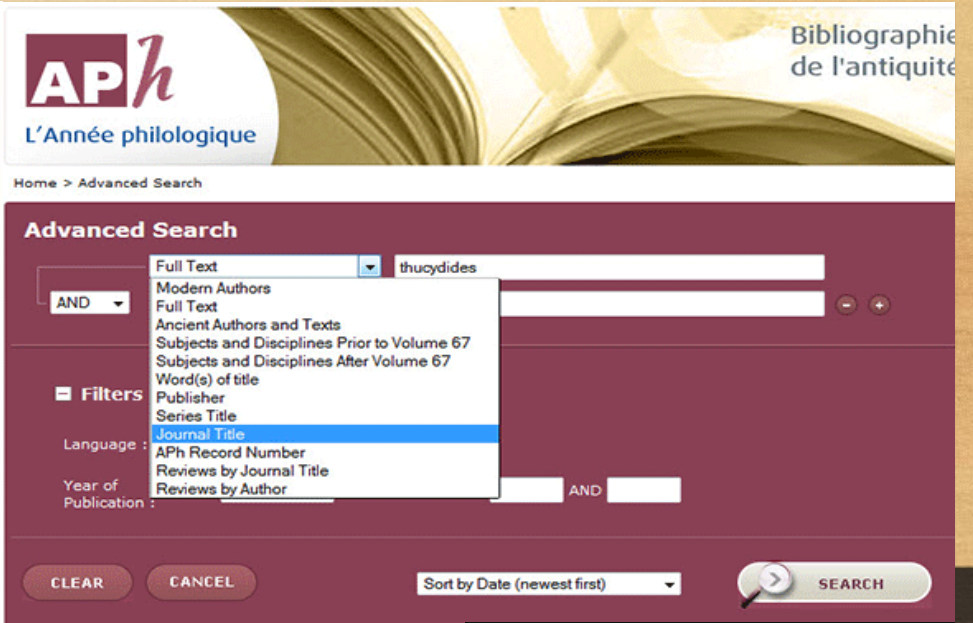 Bibliographie
de l'antiquité
APh
L'Année philologique
Home > Advanced Search
Advanced Search
Full Text
thucydides
AND
Modern Authors
Full Text
Ancient Authors and Texts
Subjects and Disciplines Prior to Volume 67
Subjects and Disciplines After Volume 67
Word(s) of title
Publisher
Series Title
Journal Title
APh Record Number
Reviews by Journal Title
Reviews by Author
Filters
Language :
Year of
Publication :
AND
CLEAR
CANCEL
Sort by Date (newest first)
SEARCH